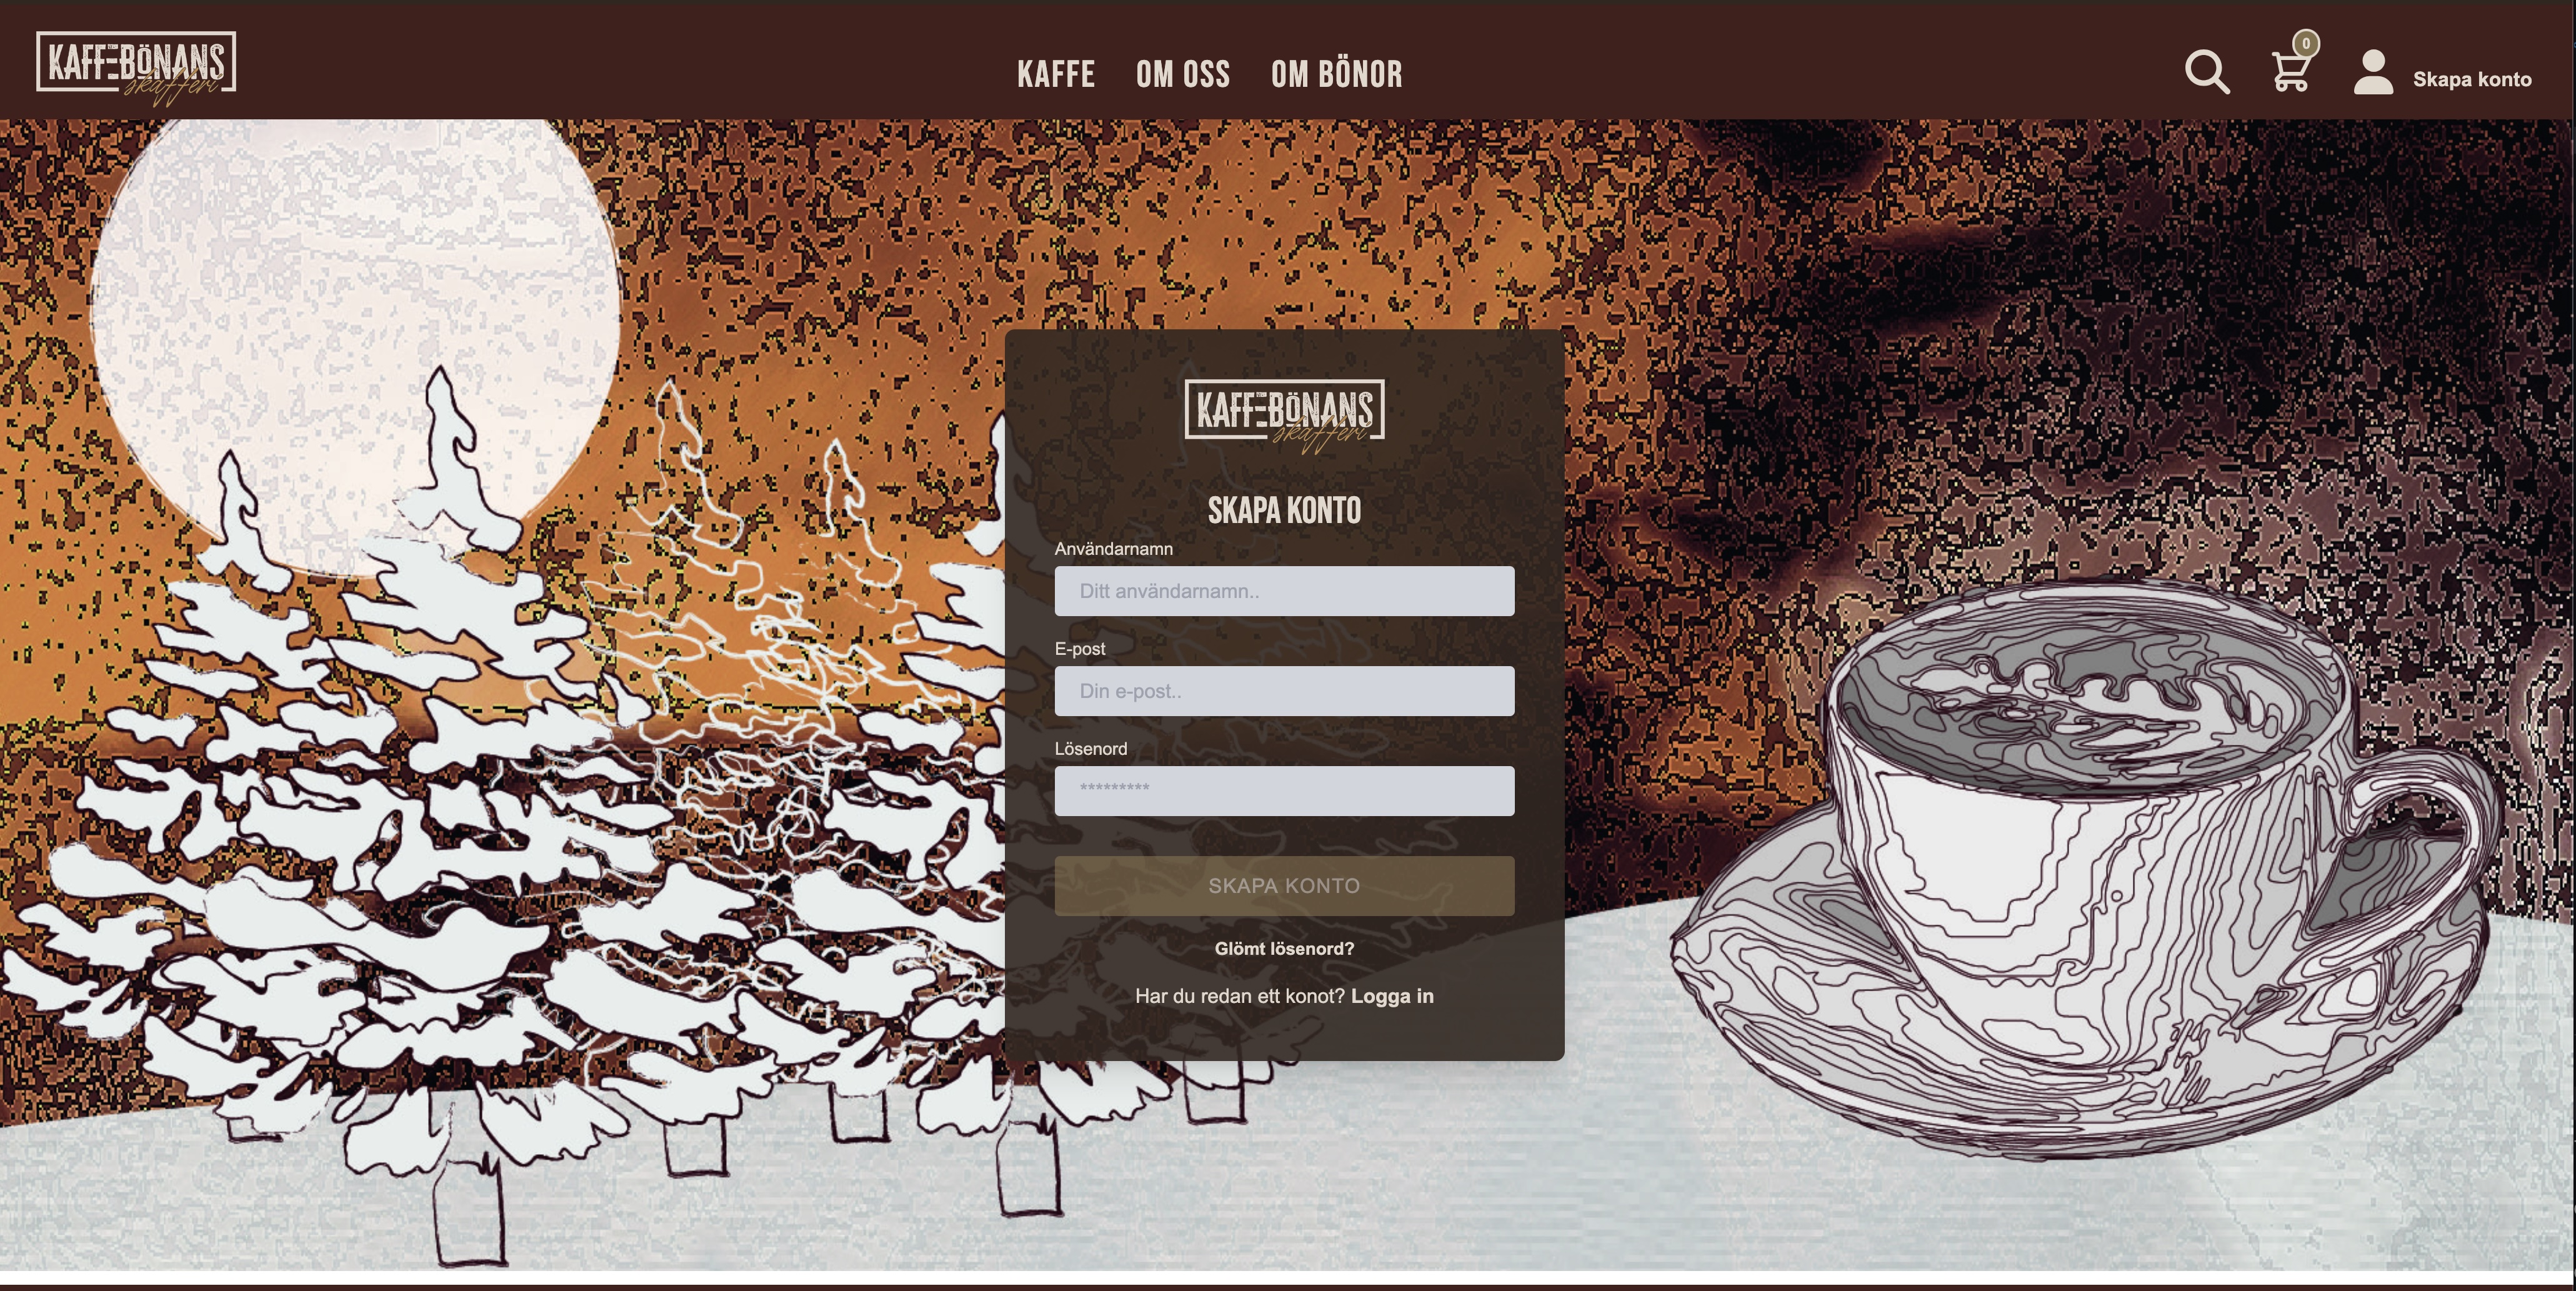 KAFFEBÖNANS
skafferi
KAFFE OM OSS OM BÖNOR
0
Skapa konto
KAFFEBÖNANS
skafferi
SKAPA KONTO
Användarnamn
Ditt användarnamn..
E-post
Din e-post..
Lösenord
*********
SKAPA KONTO
Glömt lösenord?
Har du redan ett konot? Logga in